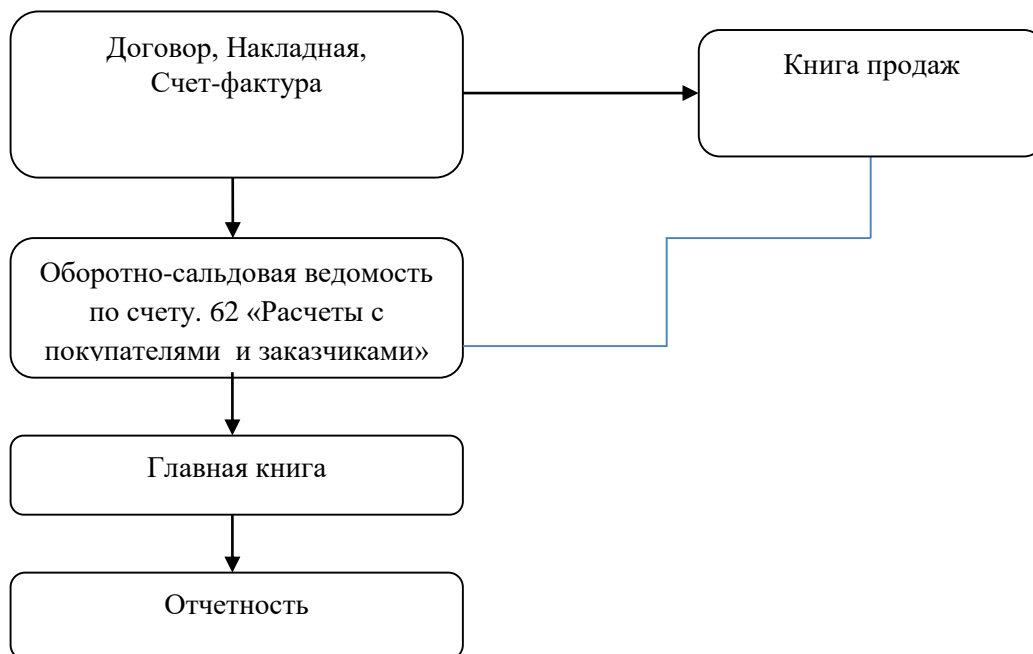 Договор, Накладная,
Счет-фактура
Книга продаж
Оборотно-сальдовая ведомость
по счету. 62 «Расчеты с
покупателями  и заказчиками»
Главная книга
Отчетность